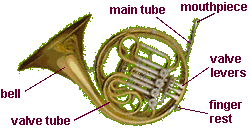 mouthpiece
main tube
valve
levers
bell
finger
rest
valve tube